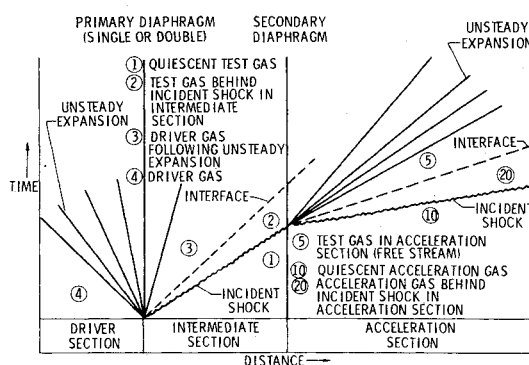 PRIMARY DIAPHRAGM
(SINGLE OR DOUBLE)
SECONDARY
DIAPHRAGM
① QUIESCENT TEST GAS
② TEST GAS BEHIND
INCIDENT SHOCK IN
INTERMEDIATE
SECTION
③ DRIVER GAS
FOLLOWING UNSTEADY
EXPANSION
④ DRIVER GAS
UNSTEADY
EXPANSION
UNSTEADY
EXPANSION
TIME
INTERFACE
INTERFACE
⑤
⑳
②
③
①
⑩
④
INCIDENT
SHOCK
INCIDENT
SHOCK
⑤ TEST GAS IN ACCELERATION
SECTION (FREE STREAM)
⑩ QUIESCENT ACCELERATION GAS
⑳ ACCELERATION GAS BEHIND
INCIDENT SHOCK IN
ACCELERATION SECTION
DRIVER
SECTION
INTERMEDIATE
SECTION
ACCELERATION
SECTION
DISTANCE